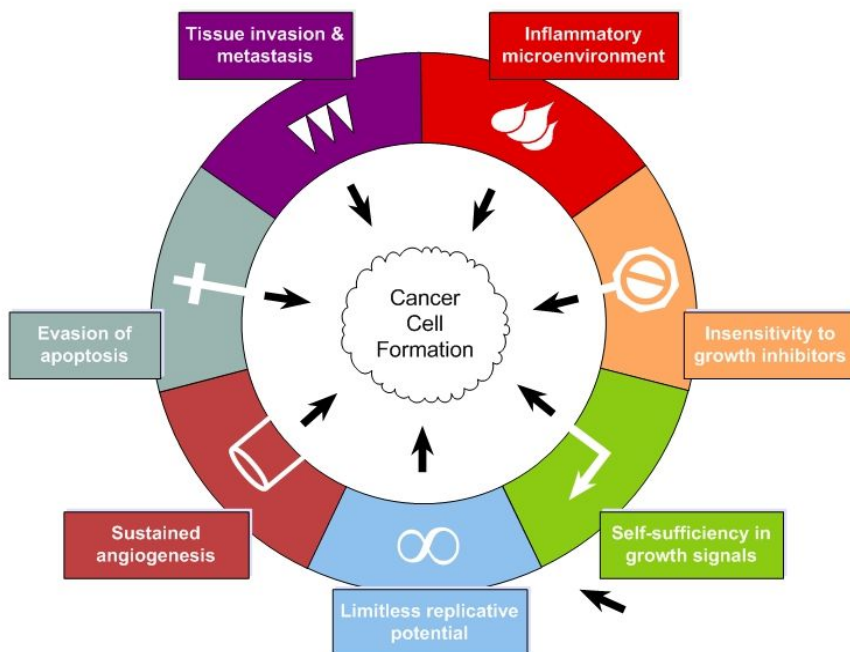 Tissue invasion &
metastasis
Inflammatory
microenvironment
Cancer
Cell
Formation
Evasion of
apoptosis
Insensitivity to
growth inhibitors
Sustained
angiogenesis
Self-sufficiency in
growth signals
Limitless replicative
potential